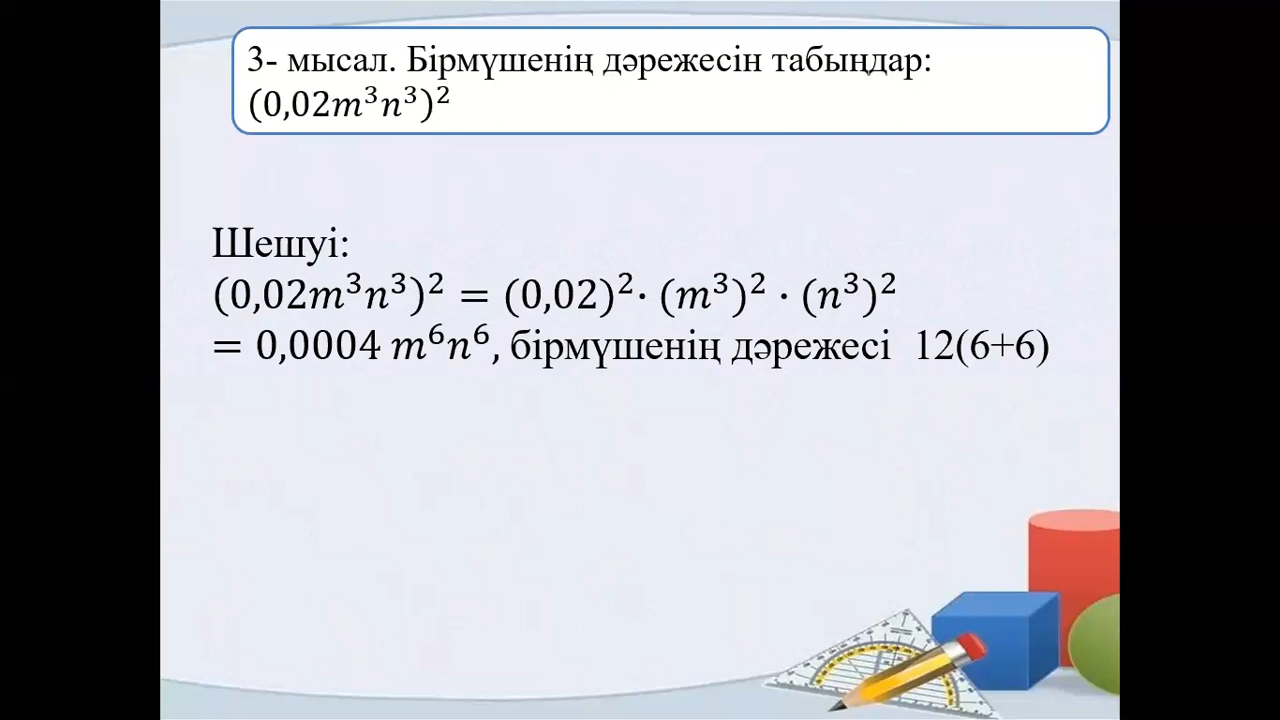 3- мысал. Бірмүшенің дәрежесін табыңдар:
(0,02m³n³)²
Шешуі:
(0,02m³n³)² = (0,02)²· (m³)² · (n³)²
= 0,0004 m⁶n⁶, бірмүшенің дәрежесі 12(6+6)